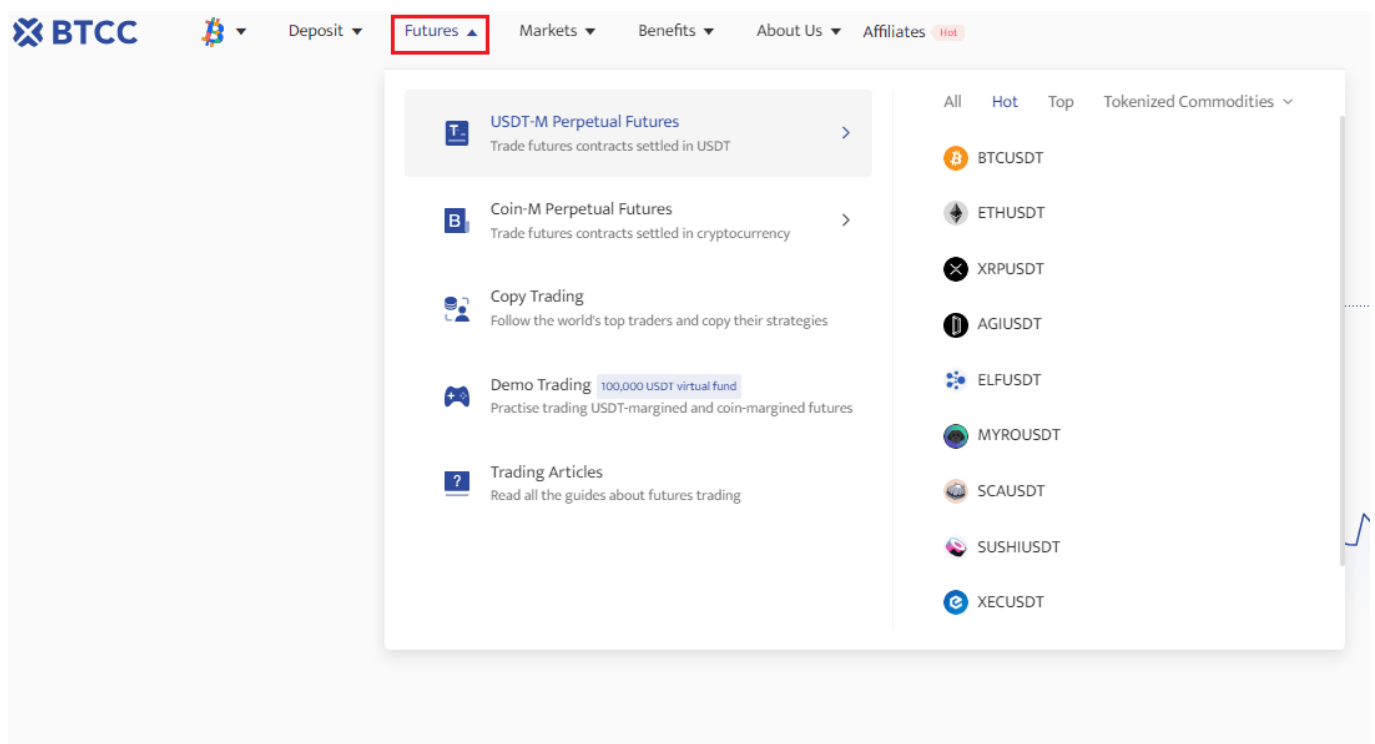 BTCC
Deposit
Futures
Markets
Benefits
About Us
Affiliates
Hot
USDT-M Perpetual Futures
Trade futures contracts settled in USDT
Coin-M Perpetual Futures
Trade futures contracts settled in cryptocurrency
Copy Trading
Follow the world's top traders and copy their strategies
Demo Trading 100,000 USDT virtual fund
Practise trading USDT-margined and coin-margined futures
Trading Articles
Read all the guides about futures trading
All Hot Top Tokenized Commodities
BTCUSDT
ETHUSDT
XRPUSDT
AGIUSDT
ELFUSDT
MYROUSDT
SCAUSDT
SUSHIUSDT
XECUSDT